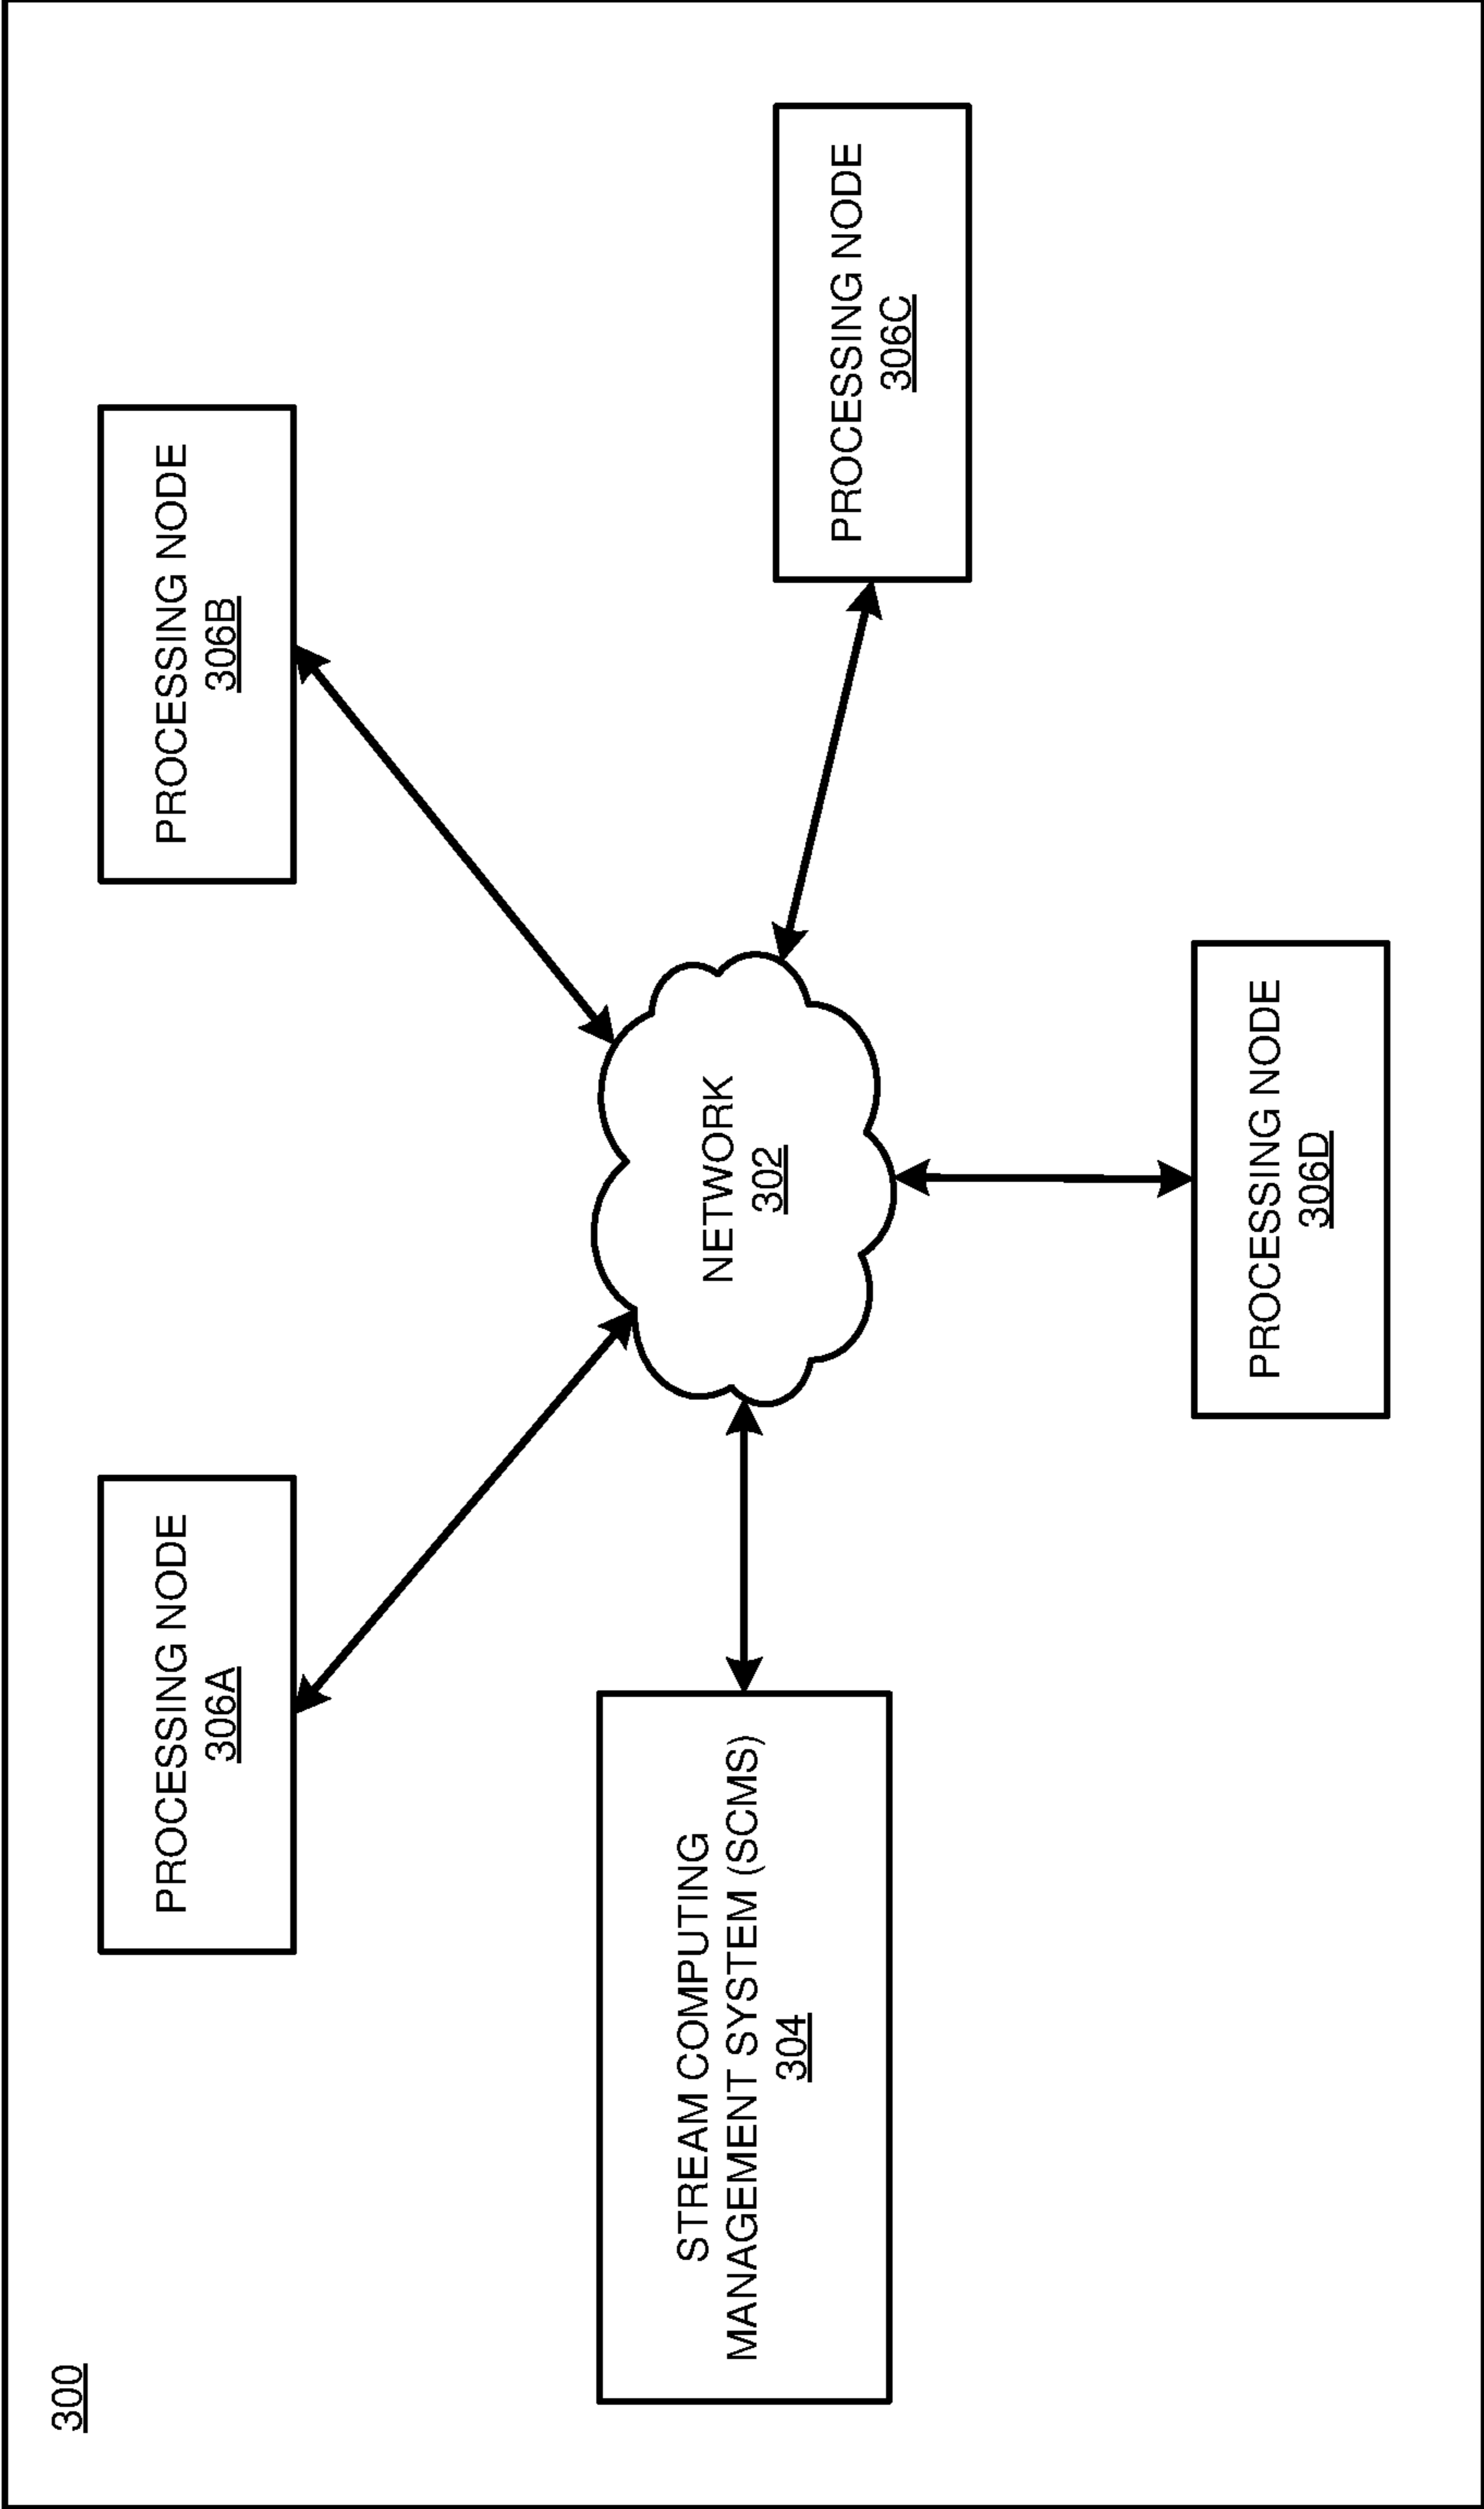 300
PROCESSING NODE
306A
PROCESSING NODE
306B
STREAM COMPUTING
MANAGEMENT SYSTEM (SCMS)
304
NETWORK
302
PROCESSING NODE
306C
PROCESSING NODE
306D